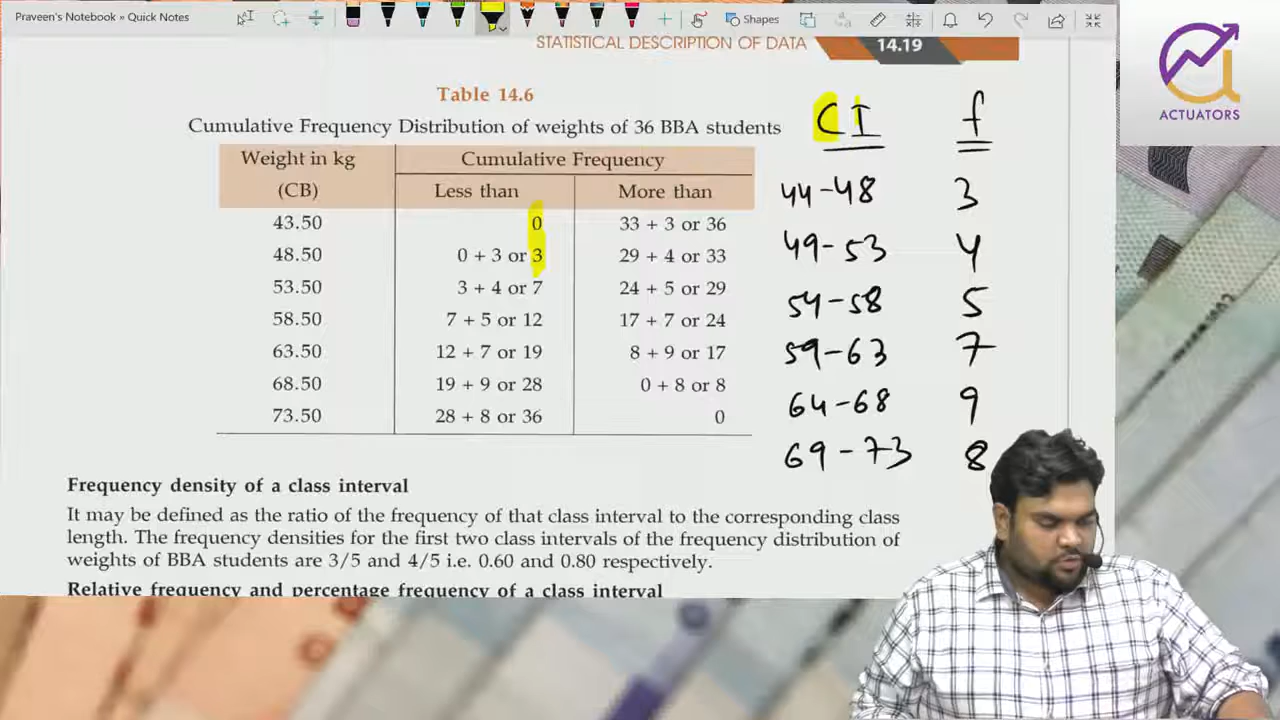 Praveen's Notebook » Quick Notes
Shapes
STATISTICAL DESCRIPTION OF DATA 14.19
ACTUATORS
Table 14.6
Cumulative Frequency Distribution of weights of 36 BBA students
Weight in kg Cumulative Frequency
(CB) Less than More than
43.50 0 33 + 3 or 36
48.50 0 + 3 or 3 29 + 4 or 33
53.50 3 + 4 or 7 24 + 5 or 29
58.50 7 + 5 or 12 17 + 7 or 24
63.50 12 + 7 or 19 8 + 9 or 17
68.50 19 + 9 or 28 0 + 8 or 8
73.50 28 + 8 or 36 0
CI f
44-48 3
49-53 4
54-58 5
59-63 7
64-68 9
69-73 8
Frequency density of a class interval
It may be defined as the ratio of the frequency of that class interval to the corresponding class
length. The frequency densities for the first two class intervals of the frequency distribution of
weights of BBA students are 3/5 and 4/5 i.e. 0.60 and 0.80 respectively.
Relative frequency and percentage frequency of a class interval